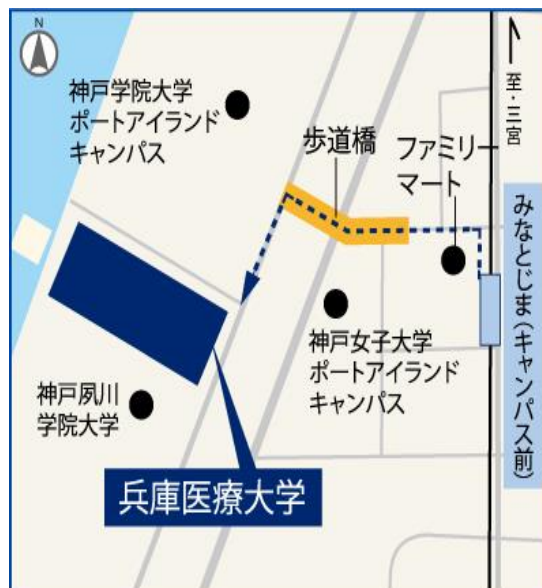 N
至・三宮
神戸学院大学
ポートアイランド
キャンパス
歩道橋
ファミリー
マート
みなとじま(キャンパス前)
神戸女子大学
ポートアイランド
キャンパス
神戸夙川
学院大学
兵庫医療大学